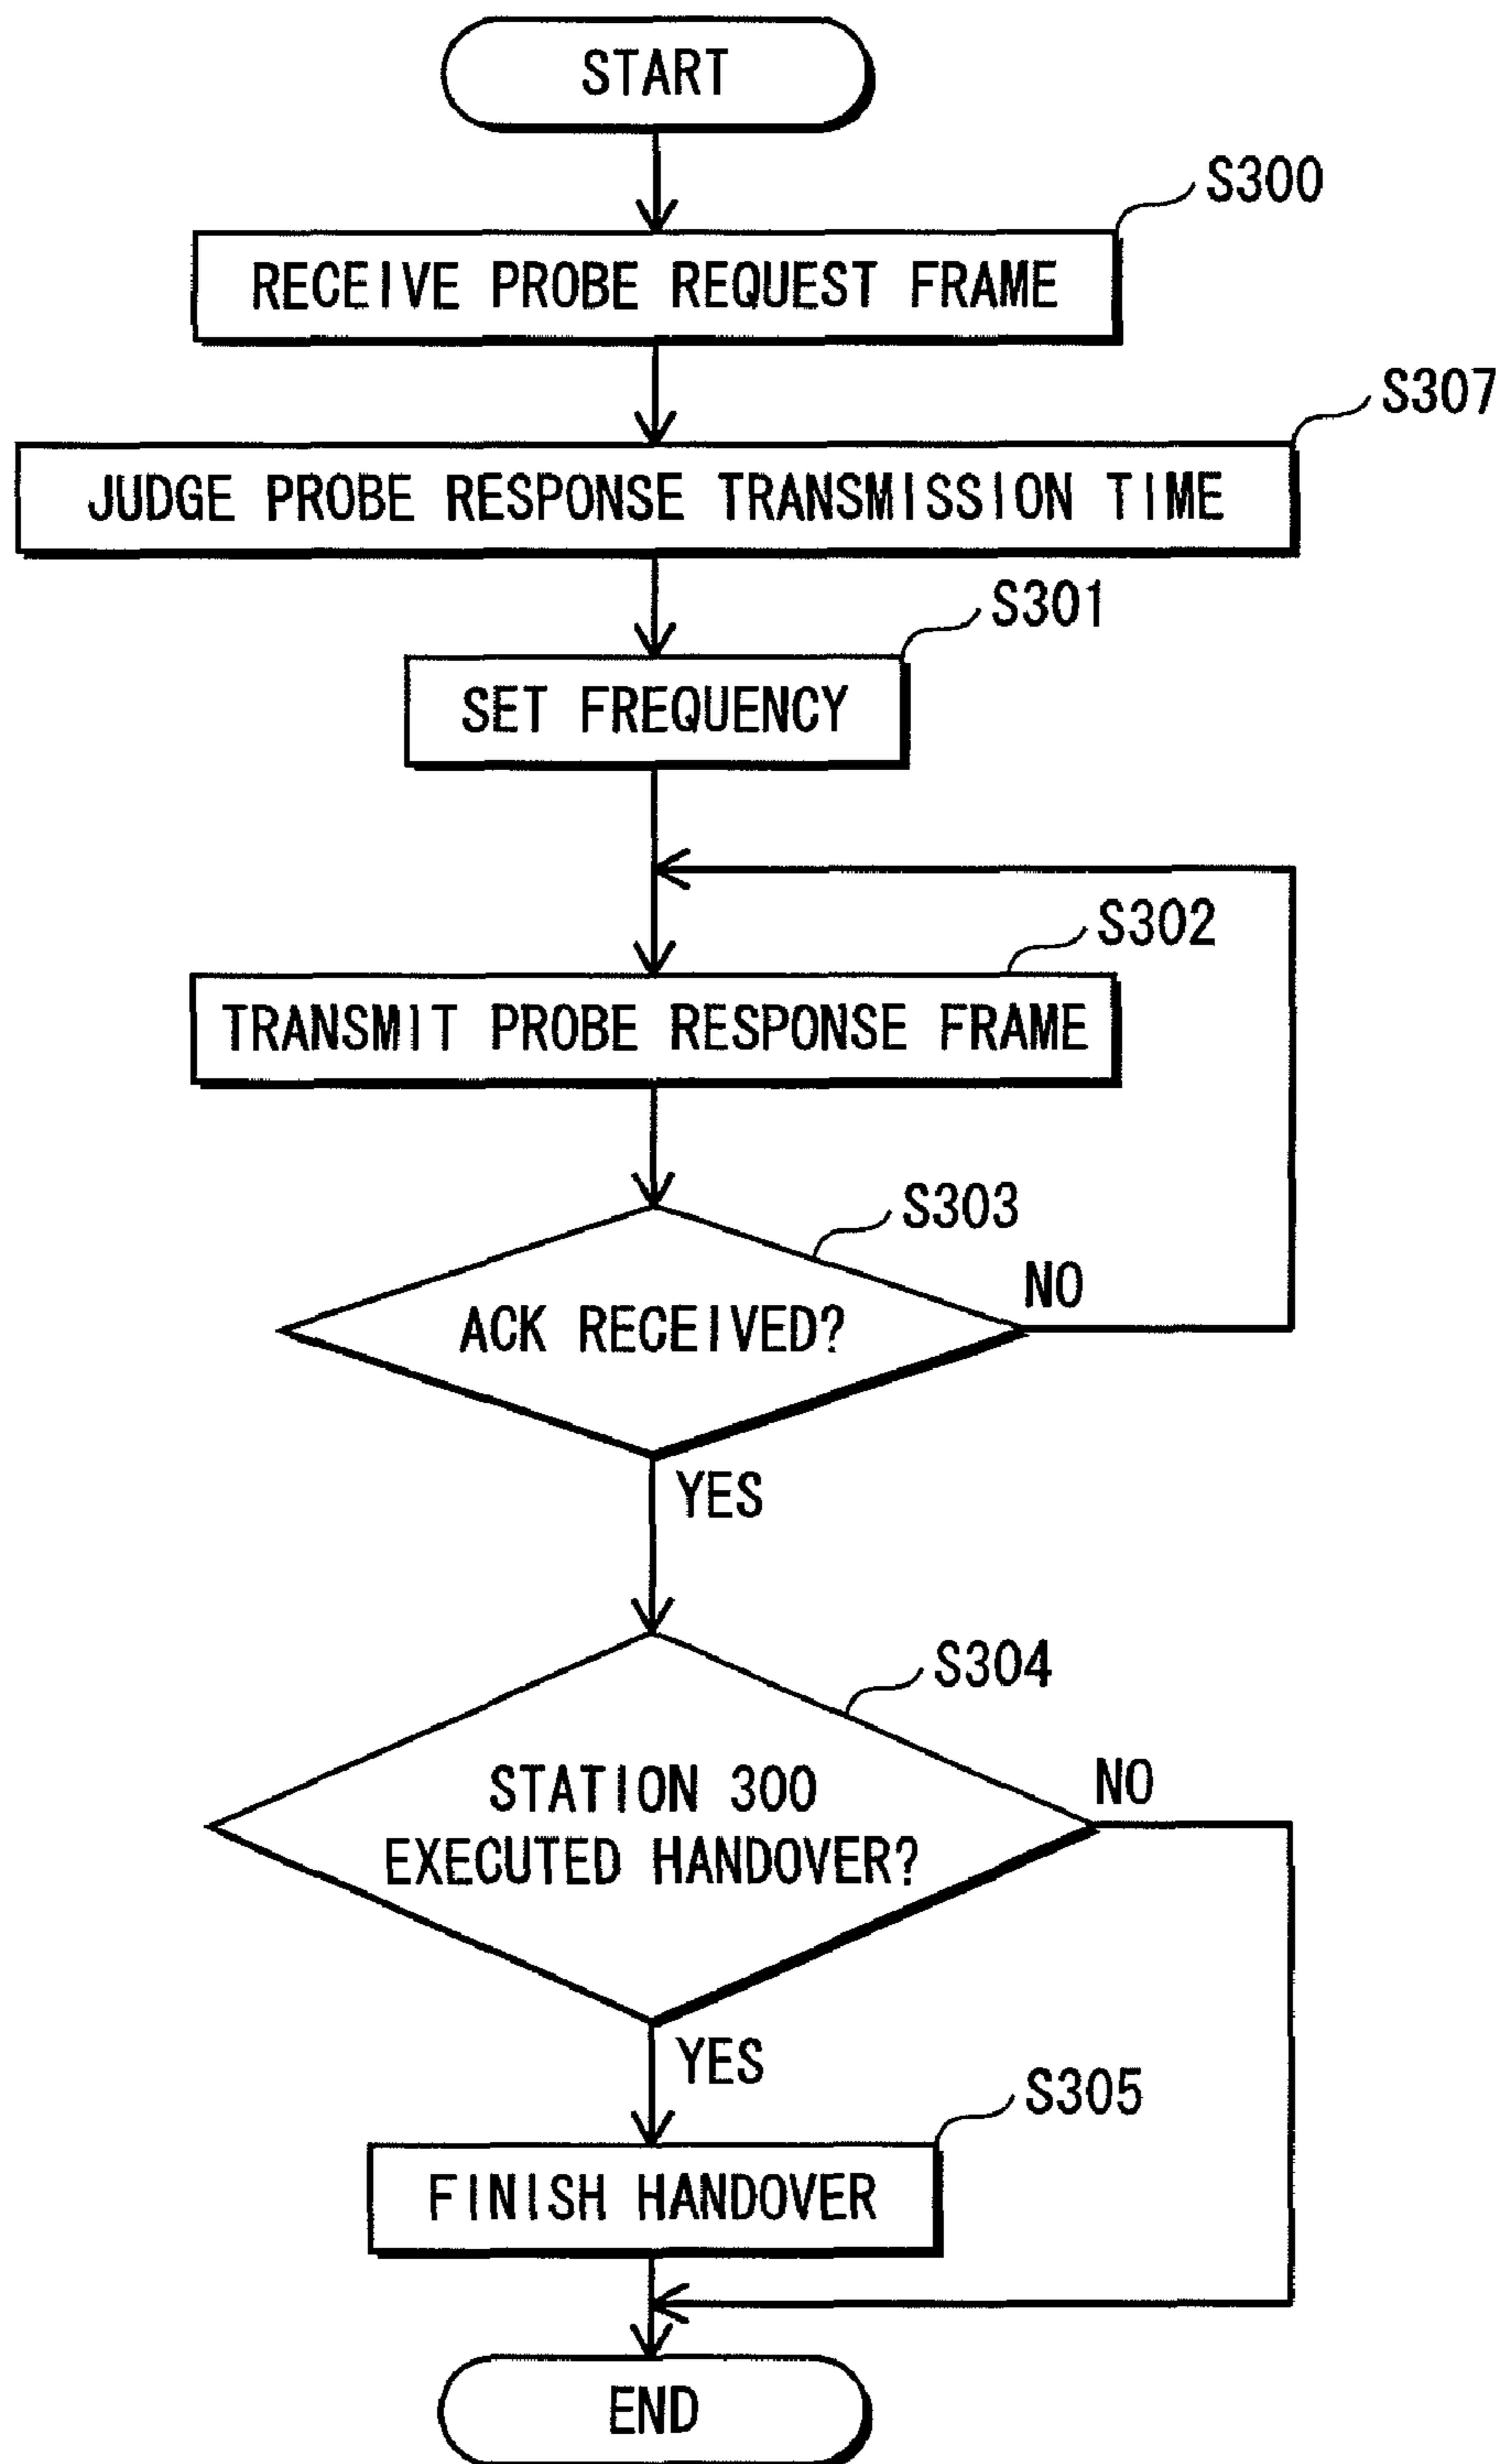 START
S300
RECEIVE PROBE REQUEST FRAME
S307
JUDGE PROBE RESPONSE TRANSMISSION TIME
S301
SET FREQUENCY
S302
TRANSMIT PROBE RESPONSE FRAME
S303
ACK RECEIVED?
NO
YES
S304
STATION 300
EXECUTED HANDOVER?
NO
YES
S305
FINISH HANDOVER
END